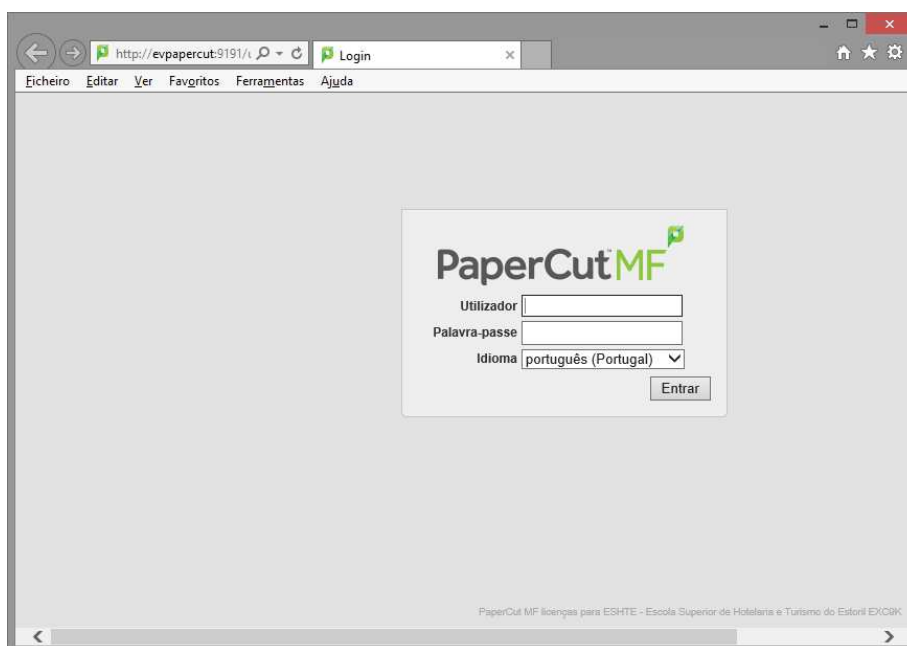 http://evpapercut:9191/
Login
Ficheiro Editar Ver Favoritos Ferramentas Ajuda
PaperCut™ MF
Utilizador
Palavra-passe
Idioma português (Portugal)
Entrar
PaperCut MF licenças para ESHTE - Escola Superior de Hotelaria e Turismo do Estoril EXC9K